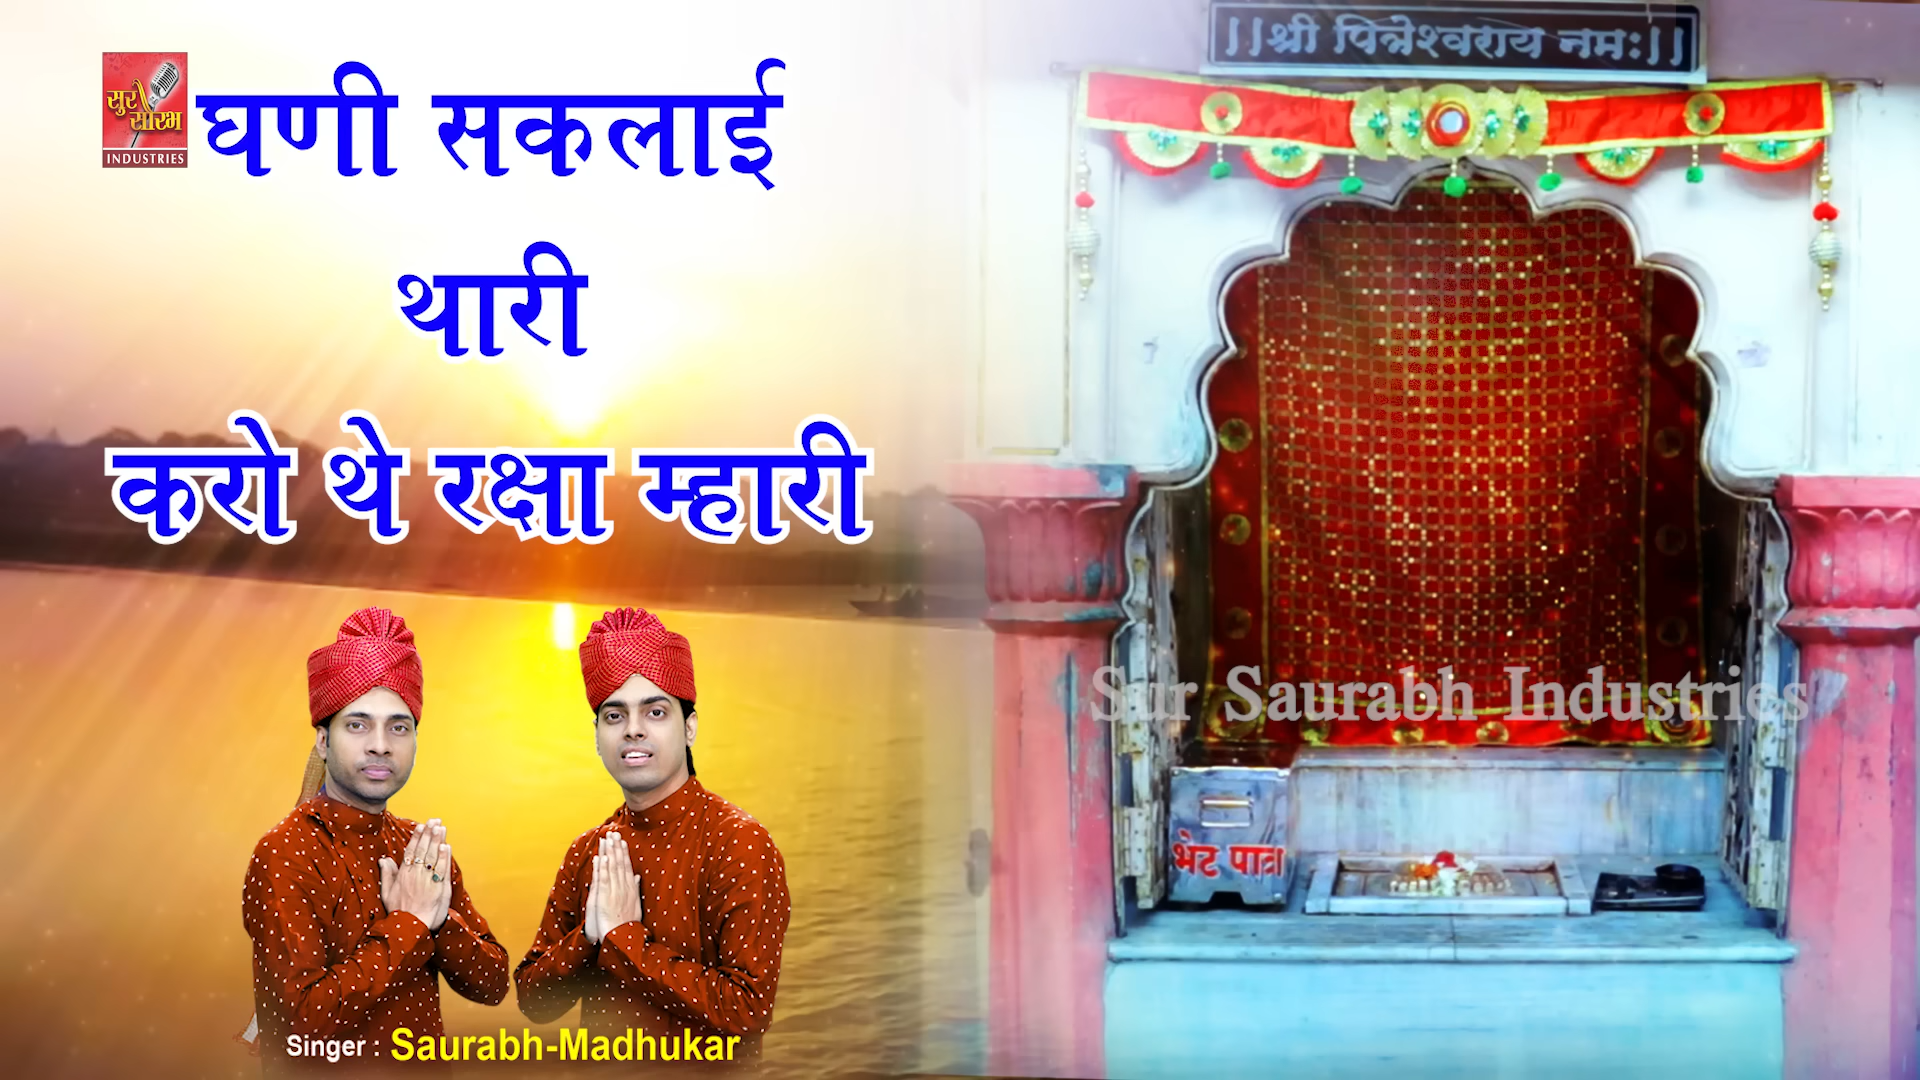 सुर
सौरभ
INDUSTRIES
घणी सकलाई
थारी
करो थे रक्षा म्हारी
Singer : Saurabh-Madhukar
||श्री पित्रेश्वराय नमः||
Sur Saurabh Industries
भेट पात्र